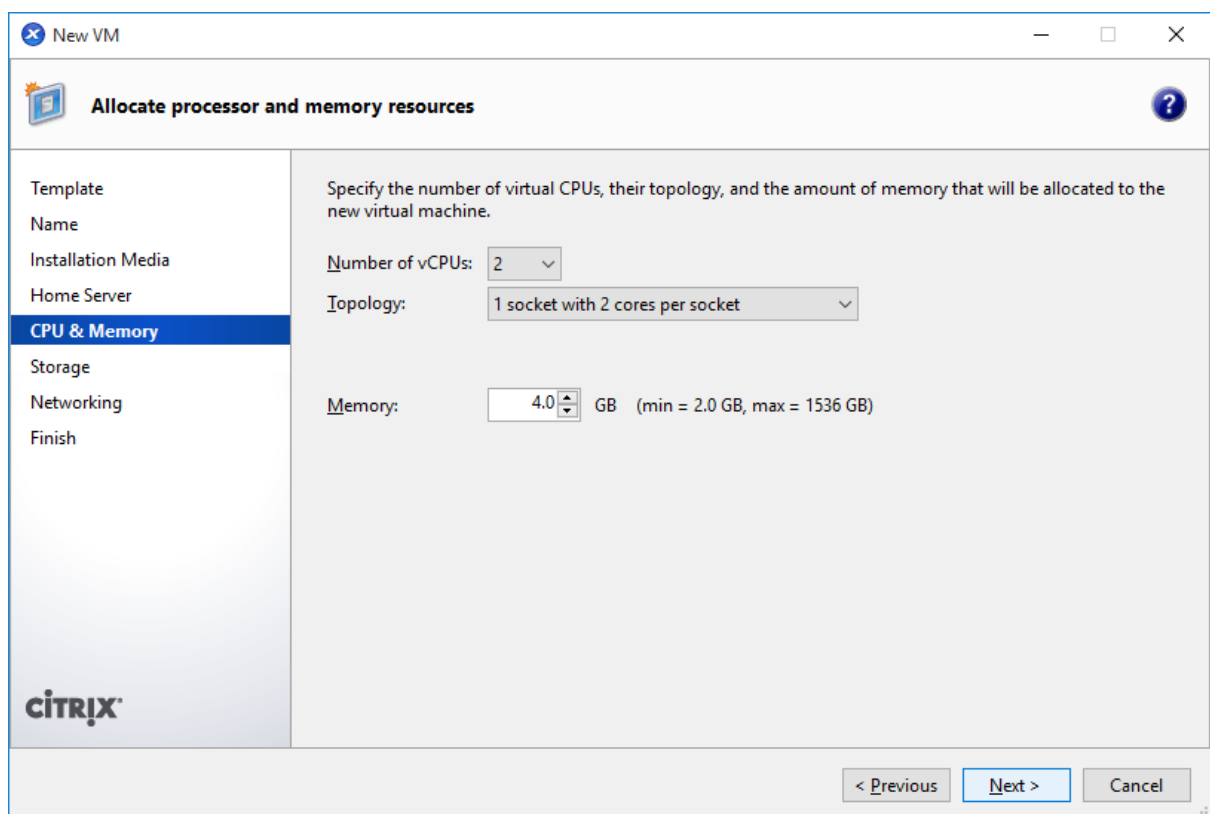 New VM
Allocate processor and memory resources
Template
Name
Installation Media
Home Server
CPU & Memory
Storage
Networking
Finish
Specify the number of virtual CPUs, their topology, and the amount of memory that will be allocated to the
new virtual machine.
Number of vCPUs: 2
Topology: 1 socket with 2 cores per socket
Memory: 4.0 GB (min = 2.0 GB, max = 1536 GB)
CİTRIX
< Previous Next > Cancel